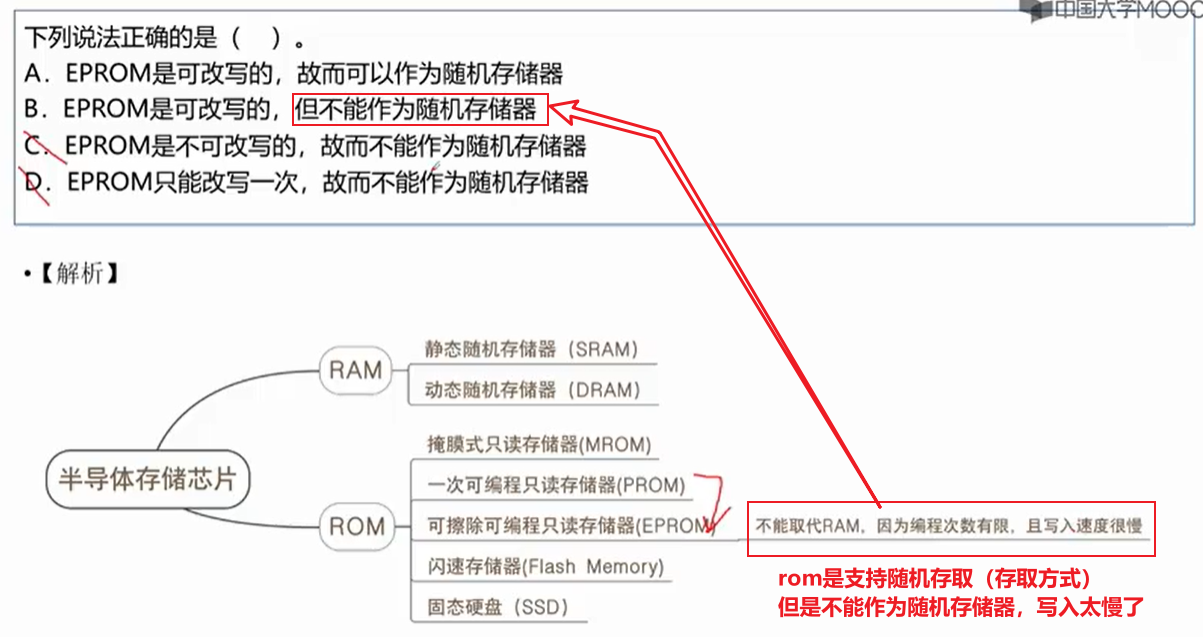 中国大学MOOC
下列说法正确的是（ ）。
A．EPROM是可改写的，故而可以作为随机存储器
B．EPROM是可改写的，但不能作为随机存储器
C．EPROM是不可改写的，故而不能作为随机存储器
D．EPROM只能改写一次，故而不能作为随机存储器
•【解析】
半导体存储芯片
RAM
静态随机存储器（SRAM）
动态随机存储器（DRAM）
ROM
掩膜式只读存储器(MROM)
一次可编程只读存储器(PROM)
可擦除可编程只读存储器(EPROM)
不能取代RAM，因为编程次数有限，且写入速度很慢
闪速存储器(Flash Memory)
固态硬盘（SSD）
rom是支持随机存取（存取方式）
但是不能作为随机存储器，写入太慢了